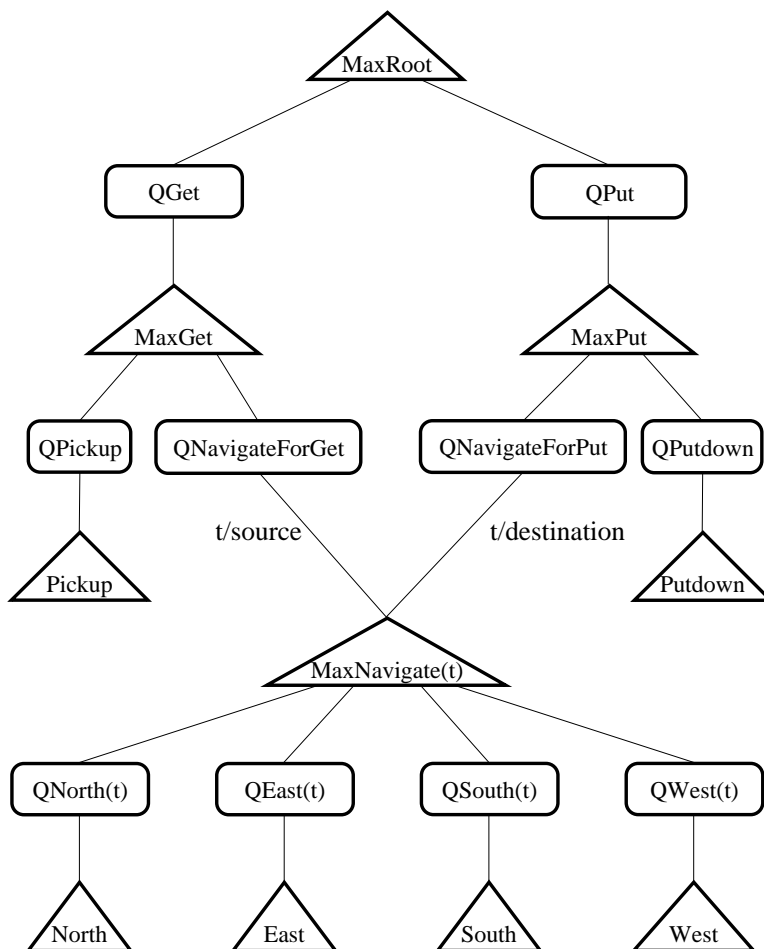 MaxRoot
QGet
QPut
MaxGet
MaxPut
QPickup
QNavigateForGet
QNavigateForPut
QPutdown
t/source
t/destination
Pickup
Putdown
MaxNavigate(t)
QNorth(t)
QEast(t)
QSouth(t)
QWest(t)
North
East
South
West